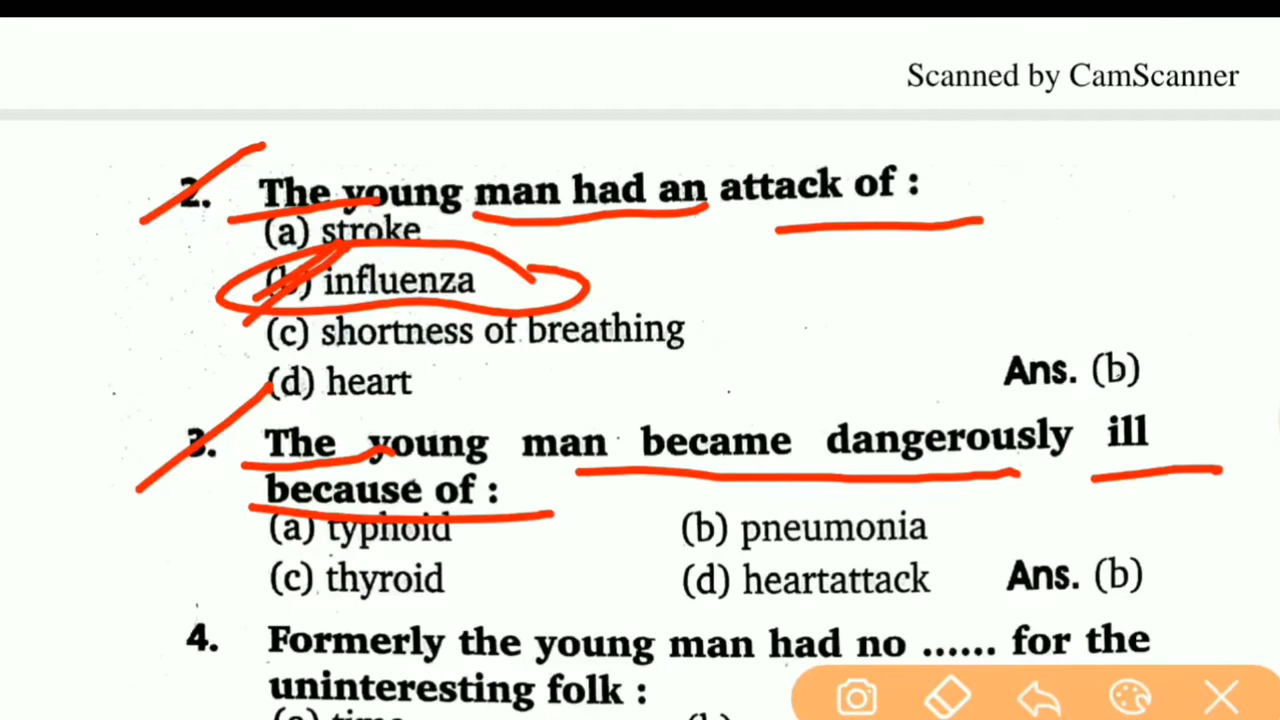 Scanned by CamScanner
2. The young man had an attack of :
(a) stroke
(b) influenza
(c) shortness of breathing
(d) heart Ans. (b)
3. The young man became dangerously ill
because of :
(a) typhoid (b) pneumonia
(c) thyroid (d) heartattack Ans. (b)
4. Formerly the young man had no ...... for the
uninteresting folk :
(a) time (b)